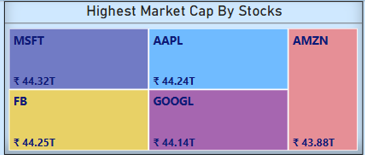 Highest Market Cap By Stocks
MSFT
₹ 44.32T
FB
₹ 44.25T
AAPL
₹ 44.24T
GOOGL
₹ 44.14T
AMZN
₹ 43.88T